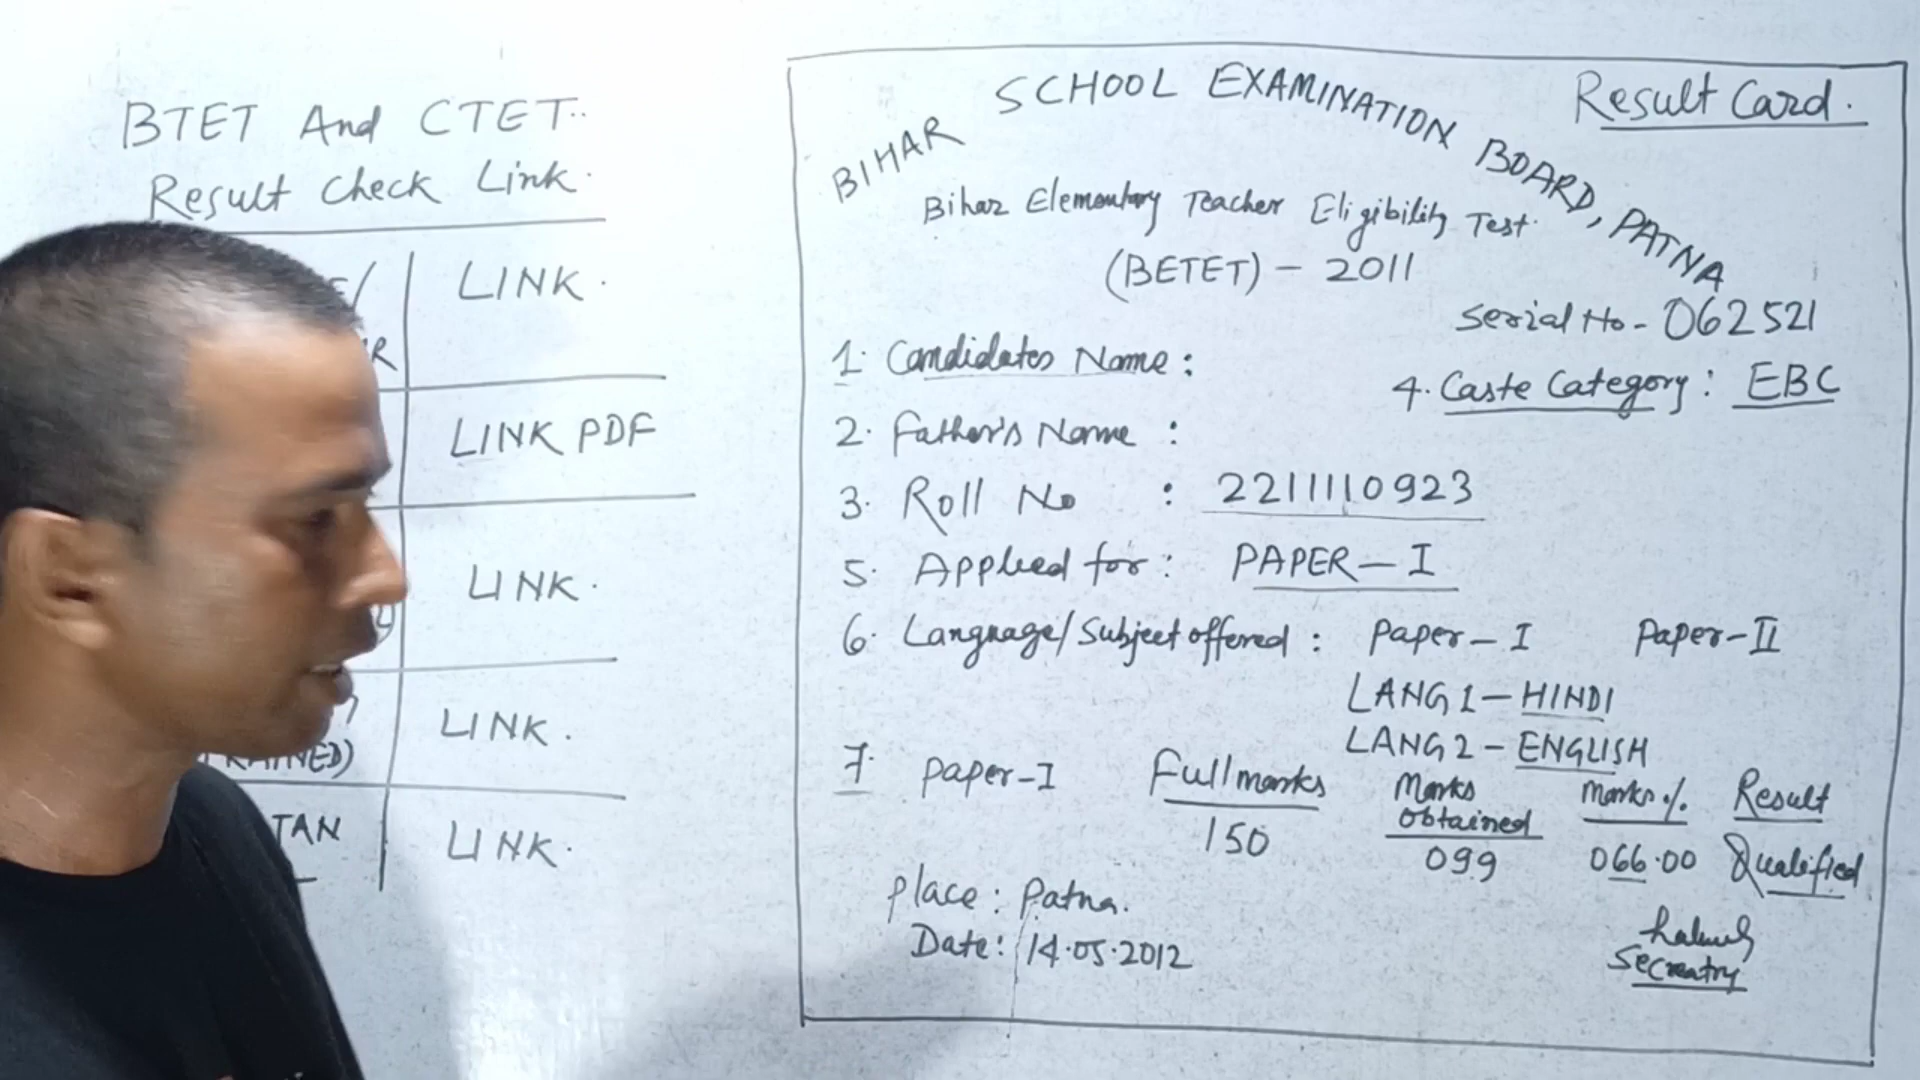 BTET And CTET..
Result Check Link.
LINK.
R
LINK PDF
LINK.
LINK.
RAINED)
TAN
LINK.
Result Card.
BIHAR SCHOOL EXAMINATION BOARD, PATNA
Bihar Elementary Teacher Eligibility Test.
(BETET) - 2011
Serial No - 062521
1. Candidates Name :
4. Caste Category : EBC
2. Father's Name :
3. Roll No : 2211110923
5. Applied for : PAPER - I
6. Language/Subject offered : Paper - I Paper - II
LANG 1 - HINDI
LANG 2 - ENGLISH
7. Paper-I Full marks Marks obtained Marks % Result
150 099 066.00 Qualified
Place : Patna.
Date : 14.05.2012
Secreatry